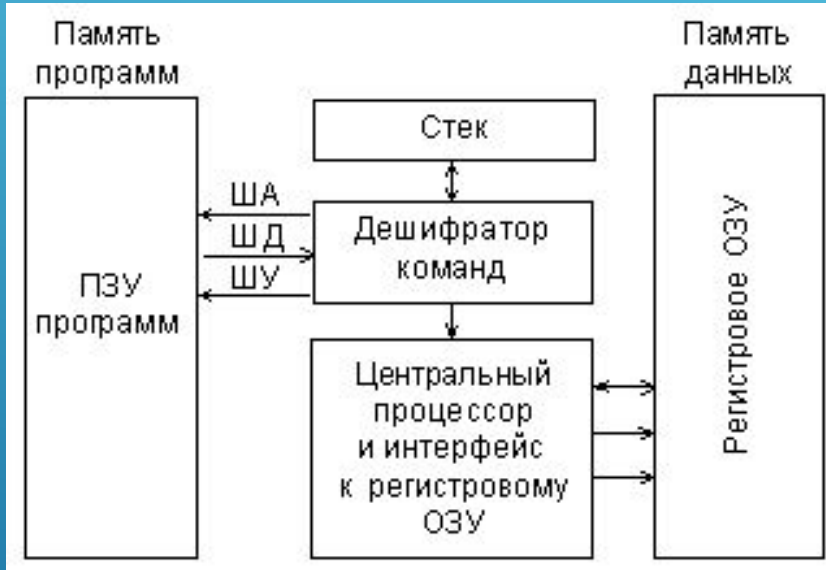 Память
программ
Память
данных
Стек
ША
ШД
ШУ
Дешифратор
команд
ПЗУ
программ
Центральный
процессор
и интерфейс
к регистровому
ОЗУ
Регистровое ОЗУ